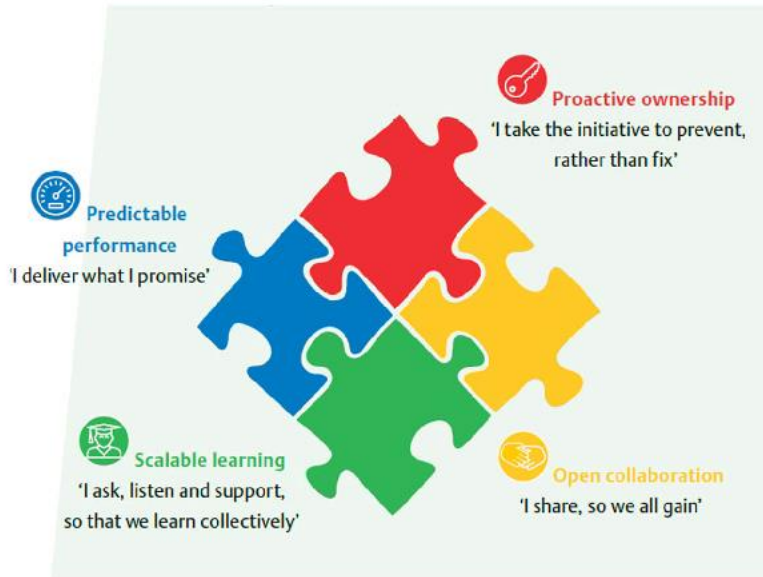 Proactive ownership
'I take the initiative to prevent,
rather than fix'
Predictable
performance
'I deliver what I promise'
Scalable learning
'I ask, listen and support,
so that we learn collectively'
Open collaboration
'I share, so we all gain'